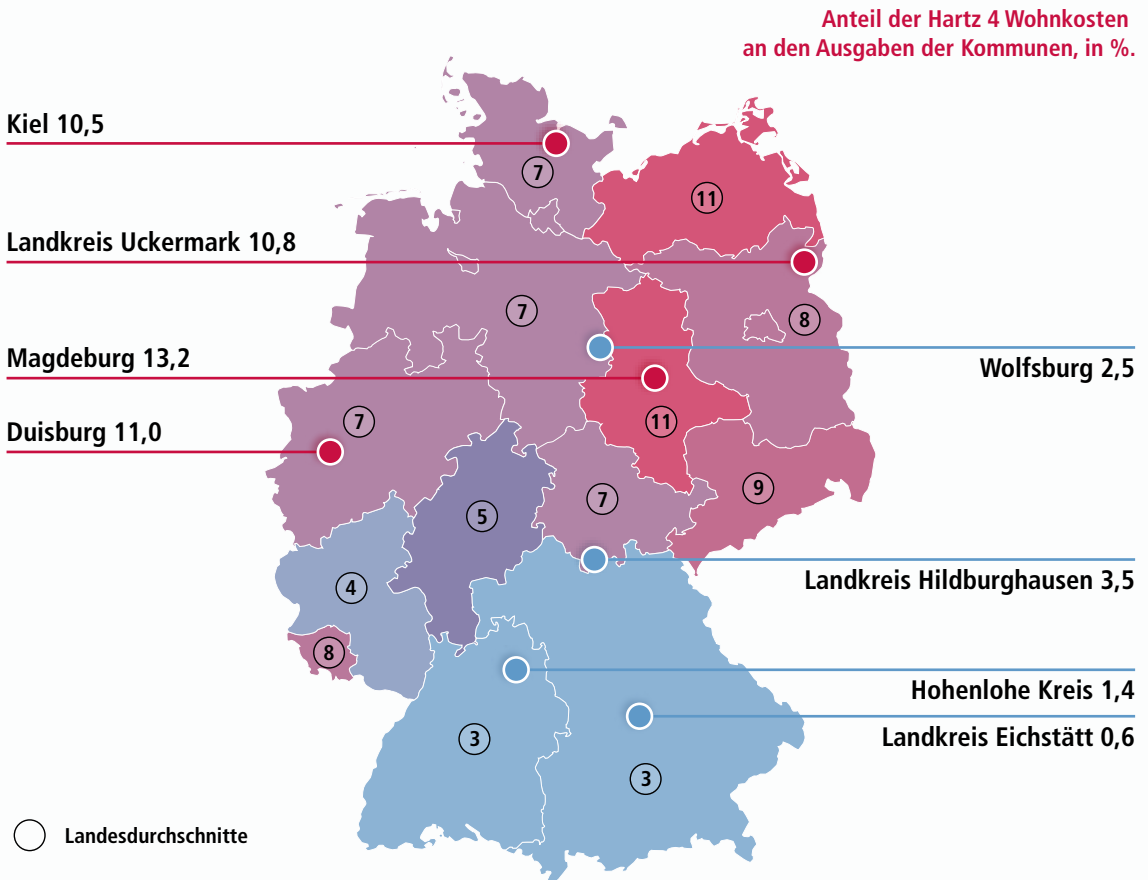 Anteil der Hartz 4 Wohnkosten
an den Ausgaben der Kommunen, in %.
Kiel 10,5
7
11
Landkreis Uckermark 10,8
7
8
Magdeburg 13,2
Wolfsburg 2,5
Duisburg 11,0
7
11
9
7
5
Landkreis Hildburghausen 3,5
4
8
Hohenlohe Kreis 1,4
Landkreis Eichstätt 0,6
3
3
Landesdurchschnitte